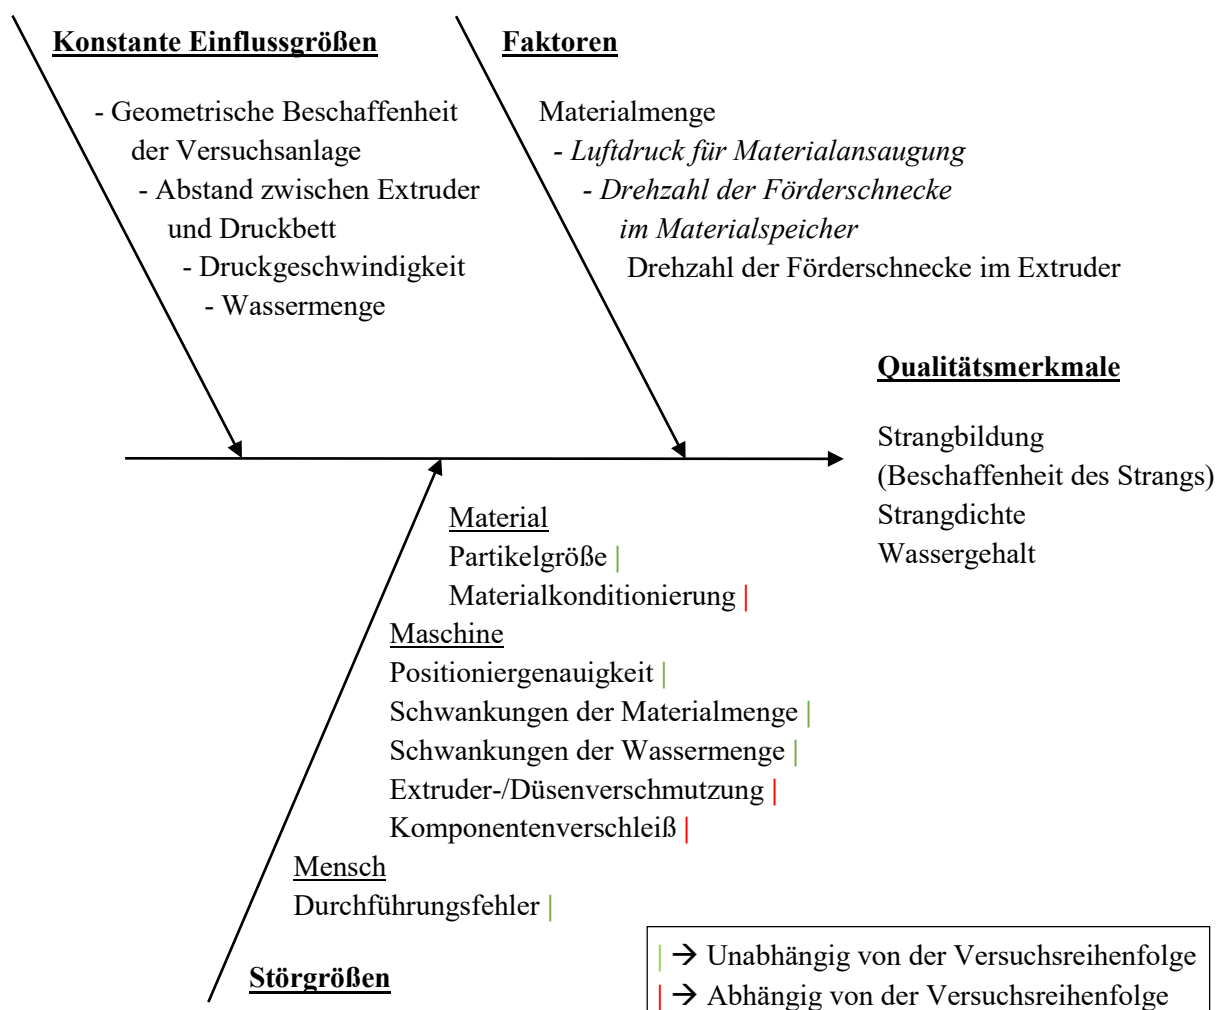 Konstante Einflussgrößen
- Geometrische Beschaffenheit
der Versuchsanlage
- Abstand zwischen Extruder
und Druckbett
- Druckgeschwindigkeit
- Wassermenge
Faktoren
Materialmenge
- Luftdruck für Materialansaugung
- Drehzahl der Förderschnecke
im Materialspeicher
Drehzahl der Förderschnecke im Extruder
Qualitätsmerkmale
Strangbildung
(Beschaffenheit des Strangs)
Strangdichte
Wassergehalt
Material
Partikelgröße |
Materialkonditionierung |
Maschine
Positioniergenauigkeit |
Schwankungen der Materialmenge |
Schwankungen der Wassermenge |
Extruder-/Düsenverschmutzung |
Komponentenverschleiß |
Mensch
Durchführungsfehler |
Störgrößen
| → Unabhängig von der Versuchsreihenfolge
| → Abhängig von der Versuchsreihenfolge